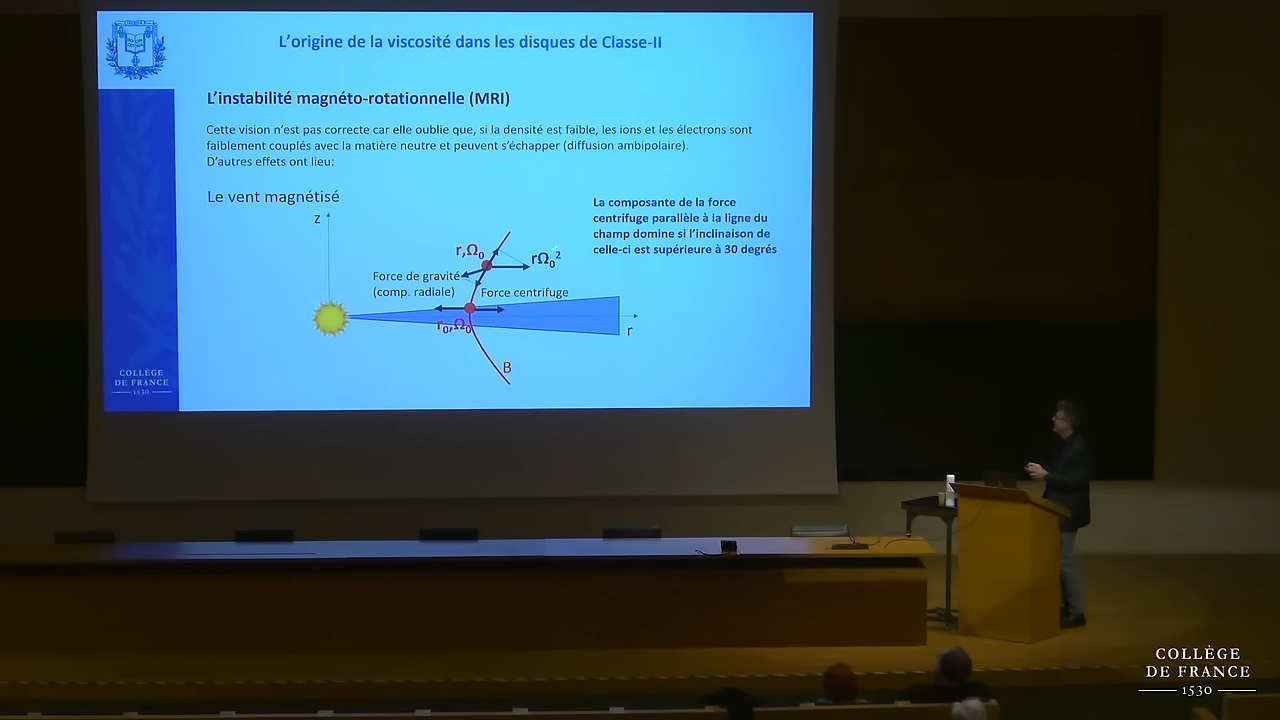 L'origine de la viscosité dans les disques de Classe-II
L'instabilité magnéto-rotationnelle (MRI)
Cette vision n'est pas correcte car elle oublie que, si la densité est faible, les ions et les électrons sont
faiblement couplés avec la matière neutre et peuvent s'échapper (diffusion ambipolaire).
D'autres effets ont lieu:
Le vent magnétisé
La composante de la force
centrifuge parallèle à la ligne du
champ domine si l'inclinaison de
celle-ci est supérieure à 30 degrés
z
r,Ω₀
rΩ₀²
Force de gravité
(comp. radiale)
Force centrifuge
r₀,Ω₀
r
B
COLLÈGE
DE FRANCE
1530
COLLÈGE
DE FRANCE
1530